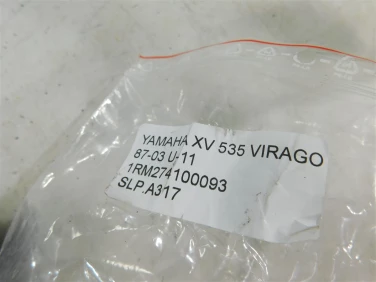 YAMAHA XV 535 VIRAGO
87-03 U-11
1RM274100093
SLP.A317